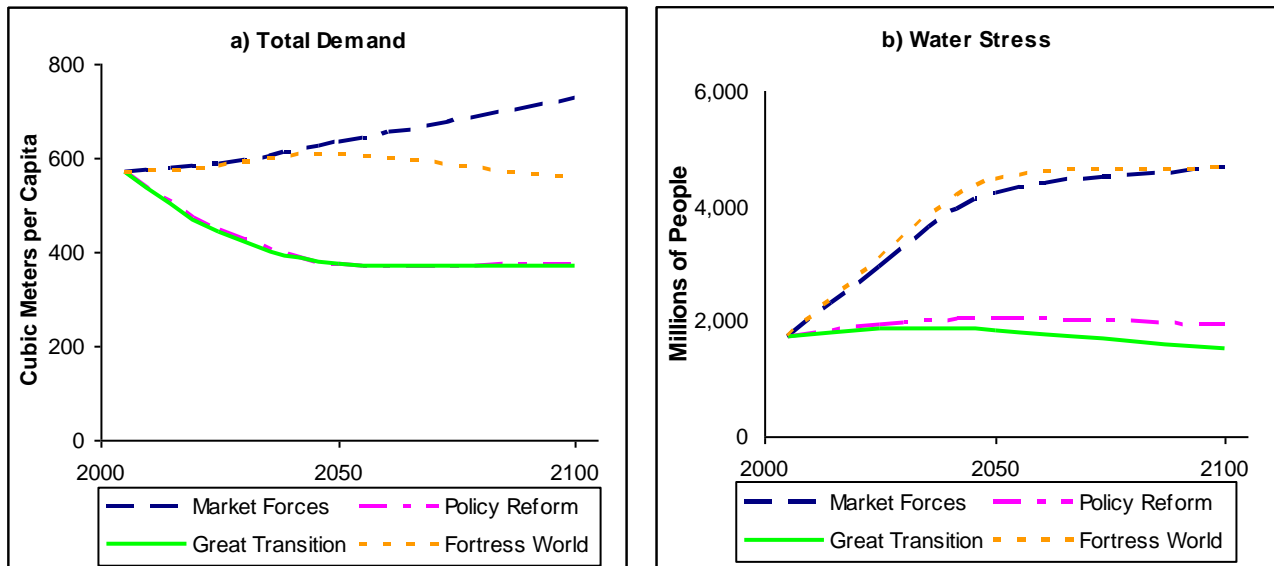 a) Total Demand
Cubic Meters per Capita
800
600
400
200
0
2000 2050 2100
Market Forces Policy Reform
Great Transition Fortress World
b) Water Stress
Millions of People
6,000
4,000
2,000
0
2000 2050 2100
Market Forces Policy Reform
Great Transition Fortress World